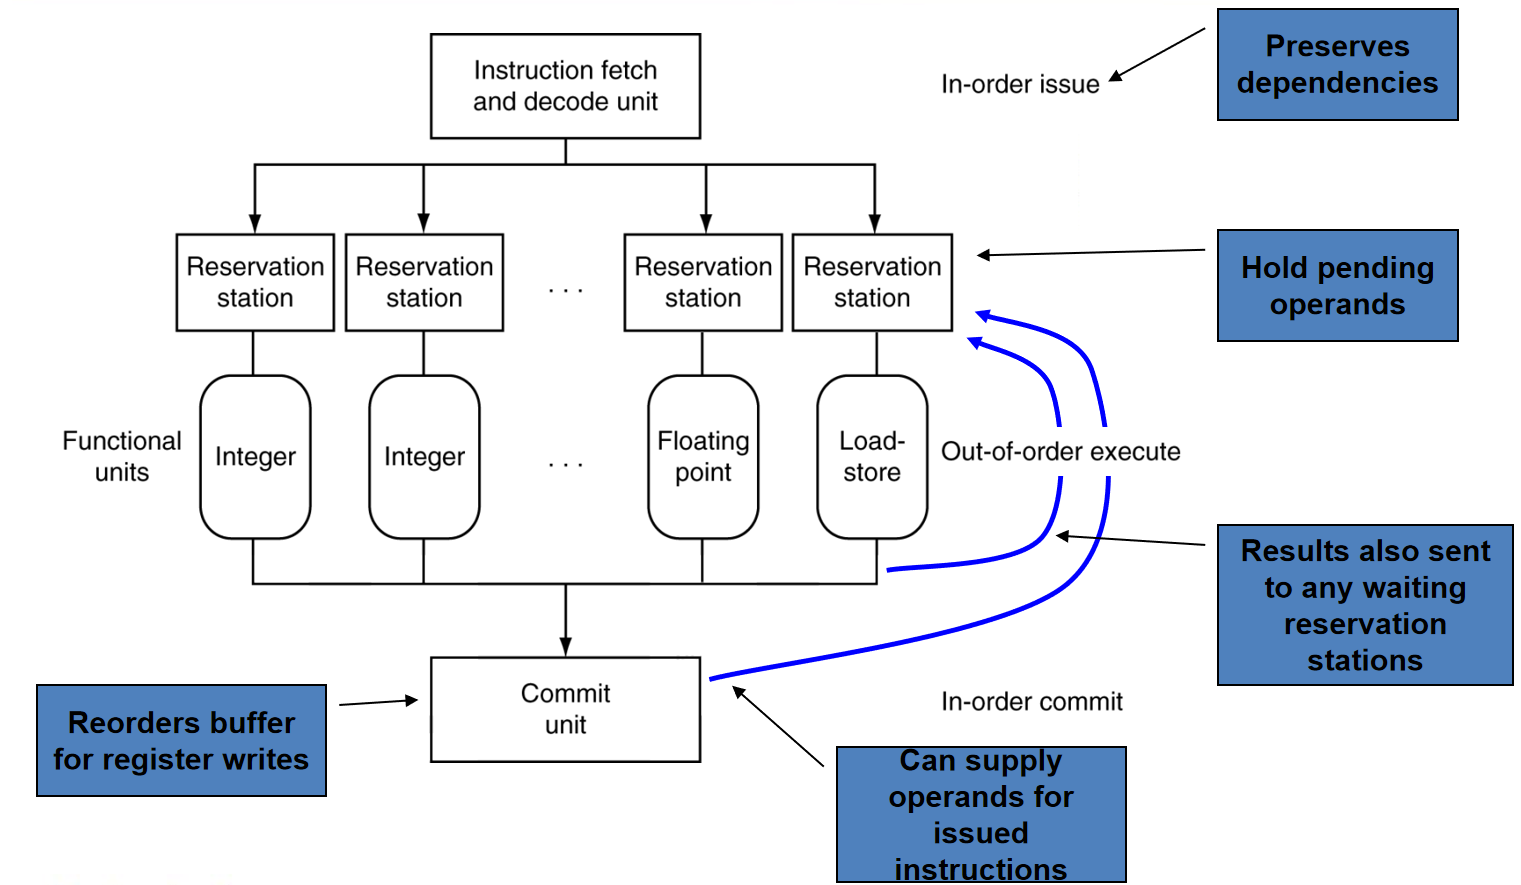 Instruction fetch
and decode unit
In-order issue
Preserves
dependencies
Reservation
station
Reservation
station
. . .
Reservation
station
Reservation
station
Hold pending
operands
Functional
units
Integer
Integer
. . .
Floating
point
Load-
store
Out-of-order execute
Results also sent
to any waiting
reservation
stations
Commit
unit
In-order commit
Reorders buffer
for register writes
Can supply
operands for
issued
instructions